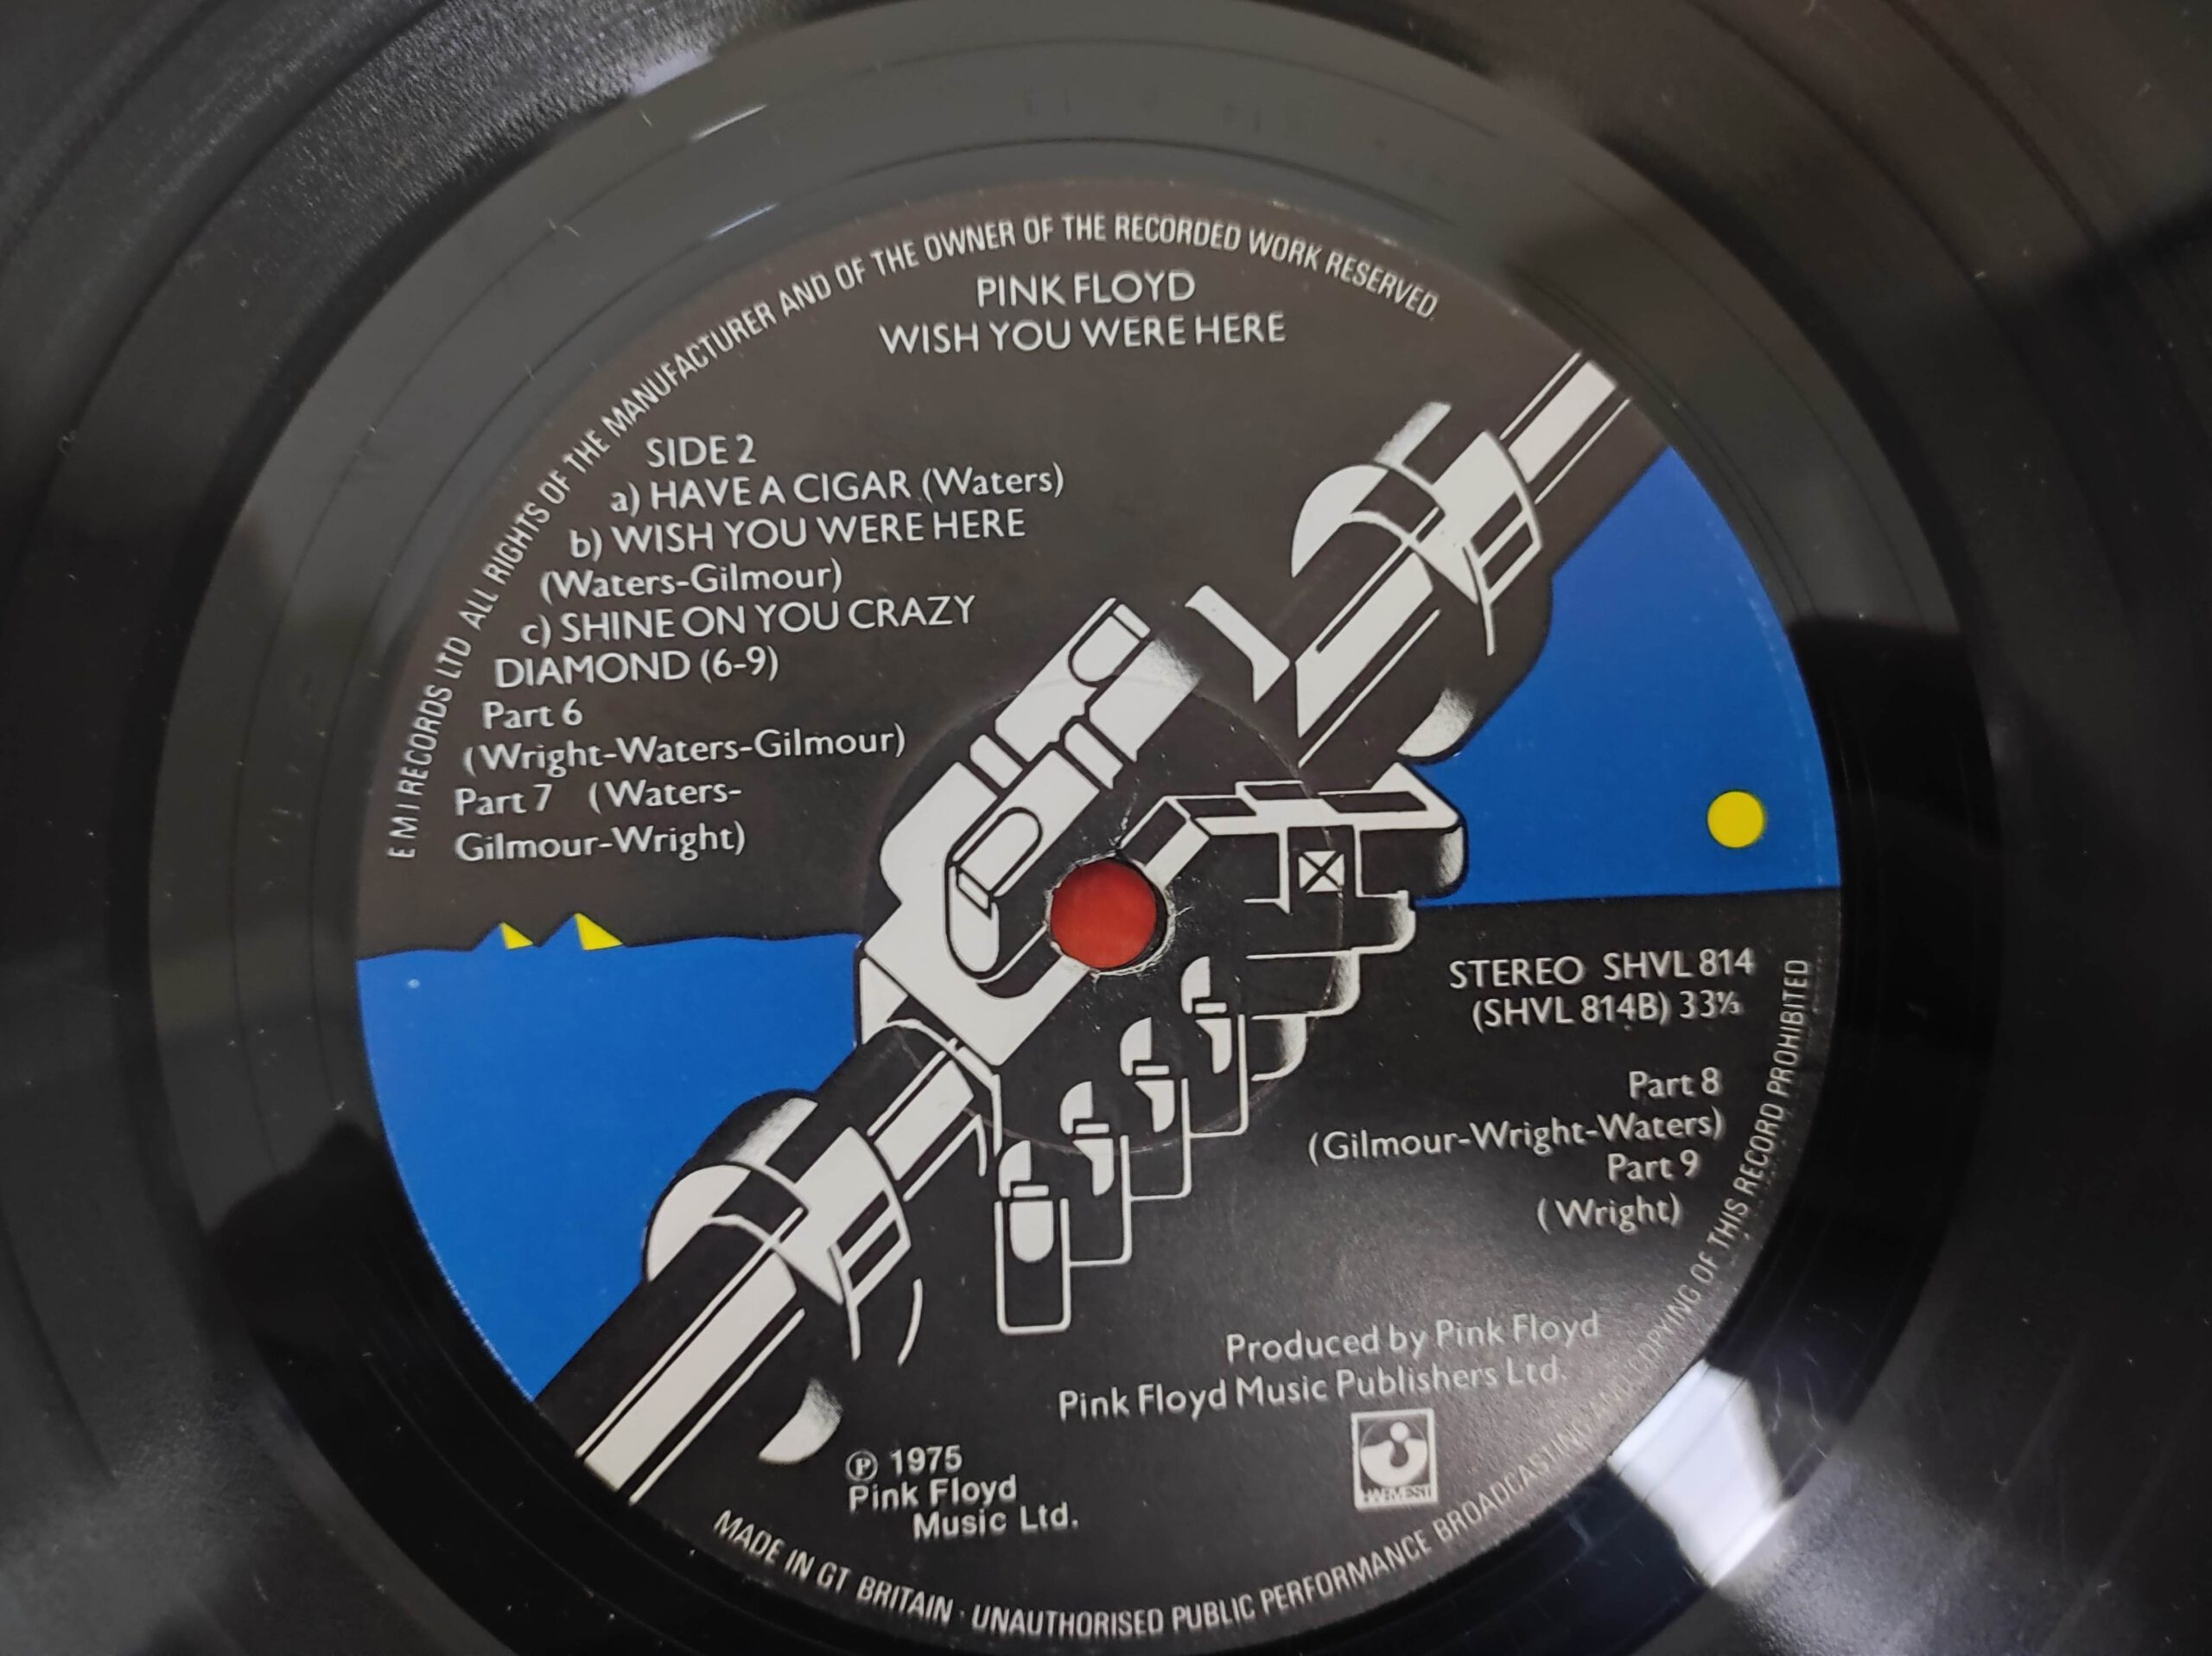 E M I RECORDS LTD ALL RIGHTS OF THE MANUFACTURER AND OF THE OWNER OF THE RECORDED WORK RESERVED.
PINK FLOYD
WISH YOU WERE HERE
SIDE 2
a) HAVE A CIGAR (Waters)
b) WISH YOU WERE HERE
(Waters-Gilmour)
c) SHINE ON YOU CRAZY
DIAMOND (6-9)
Part 6
(Wright-Waters-Gilmour)
Part 7 (Waters-
Gilmour-Wright)
STEREO SHVL 814
(SHVL 814B) 33⅓
Part 8
(Gilmour-Wright-Waters)
Part 9
(Wright)
Produced by Pink Floyd
Pink Floyd Music Publishers Ltd.
HARVEST
℗ 1975
Pink Floyd
Music Ltd.
MADE IN GT BRITAIN · UNAUTHORISED PUBLIC PERFORMANCE BROADCASTING AND COPYING OF THIS RECORD PROHIBITED